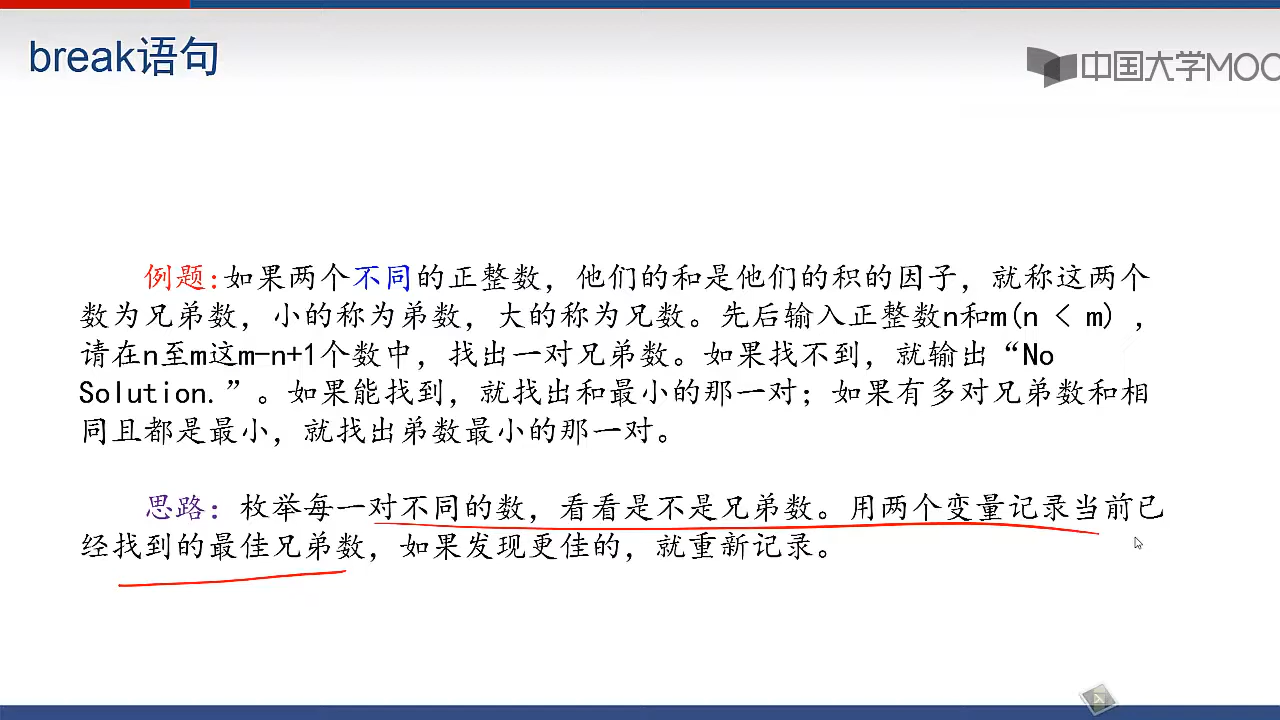 break语句
中国大学MOO
例题:如果两个不同的正整数，他们的和是他们的积的因子，就称这两个
数为兄弟数，小的称为弟数，大的称为兄数。先后输入正整数n和m(n < m) ，
请在n至m这m-n+1个数中，找出一对兄弟数。如果找不到，就输出“No
Solution.”。如果能找到，就找出和最小的那一对；如果有多对兄弟数和相
同且都是最小，就找出弟数最小的那一对。
思路：枚举每一对不同的数，看看是不是兄弟数。用两个变量记录当前已
经找到的最佳兄弟数，如果发现更佳的，就重新记录。